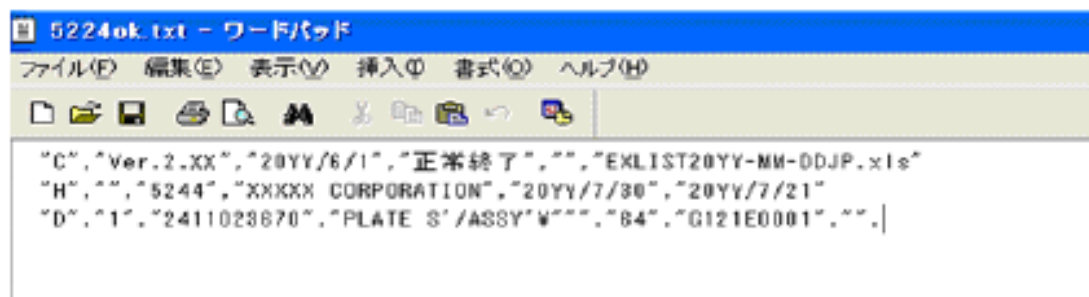 5224ok.txt - ワードパッド
ファイル(F) 編集(E) 表示(V) 挿入(I) 書式(O) ヘルプ(H)
"C","Ver.2.XX","20YY/6/1","正常終了","","EXLIST20YY-MM-DDJP.xls"
"H","","5244","XXXXX CORPORATION","20YY/7/30","20YY/7/21"
"D","1","2411023670","PLATE S'/ASSY'¥""","64","G121E0001","",